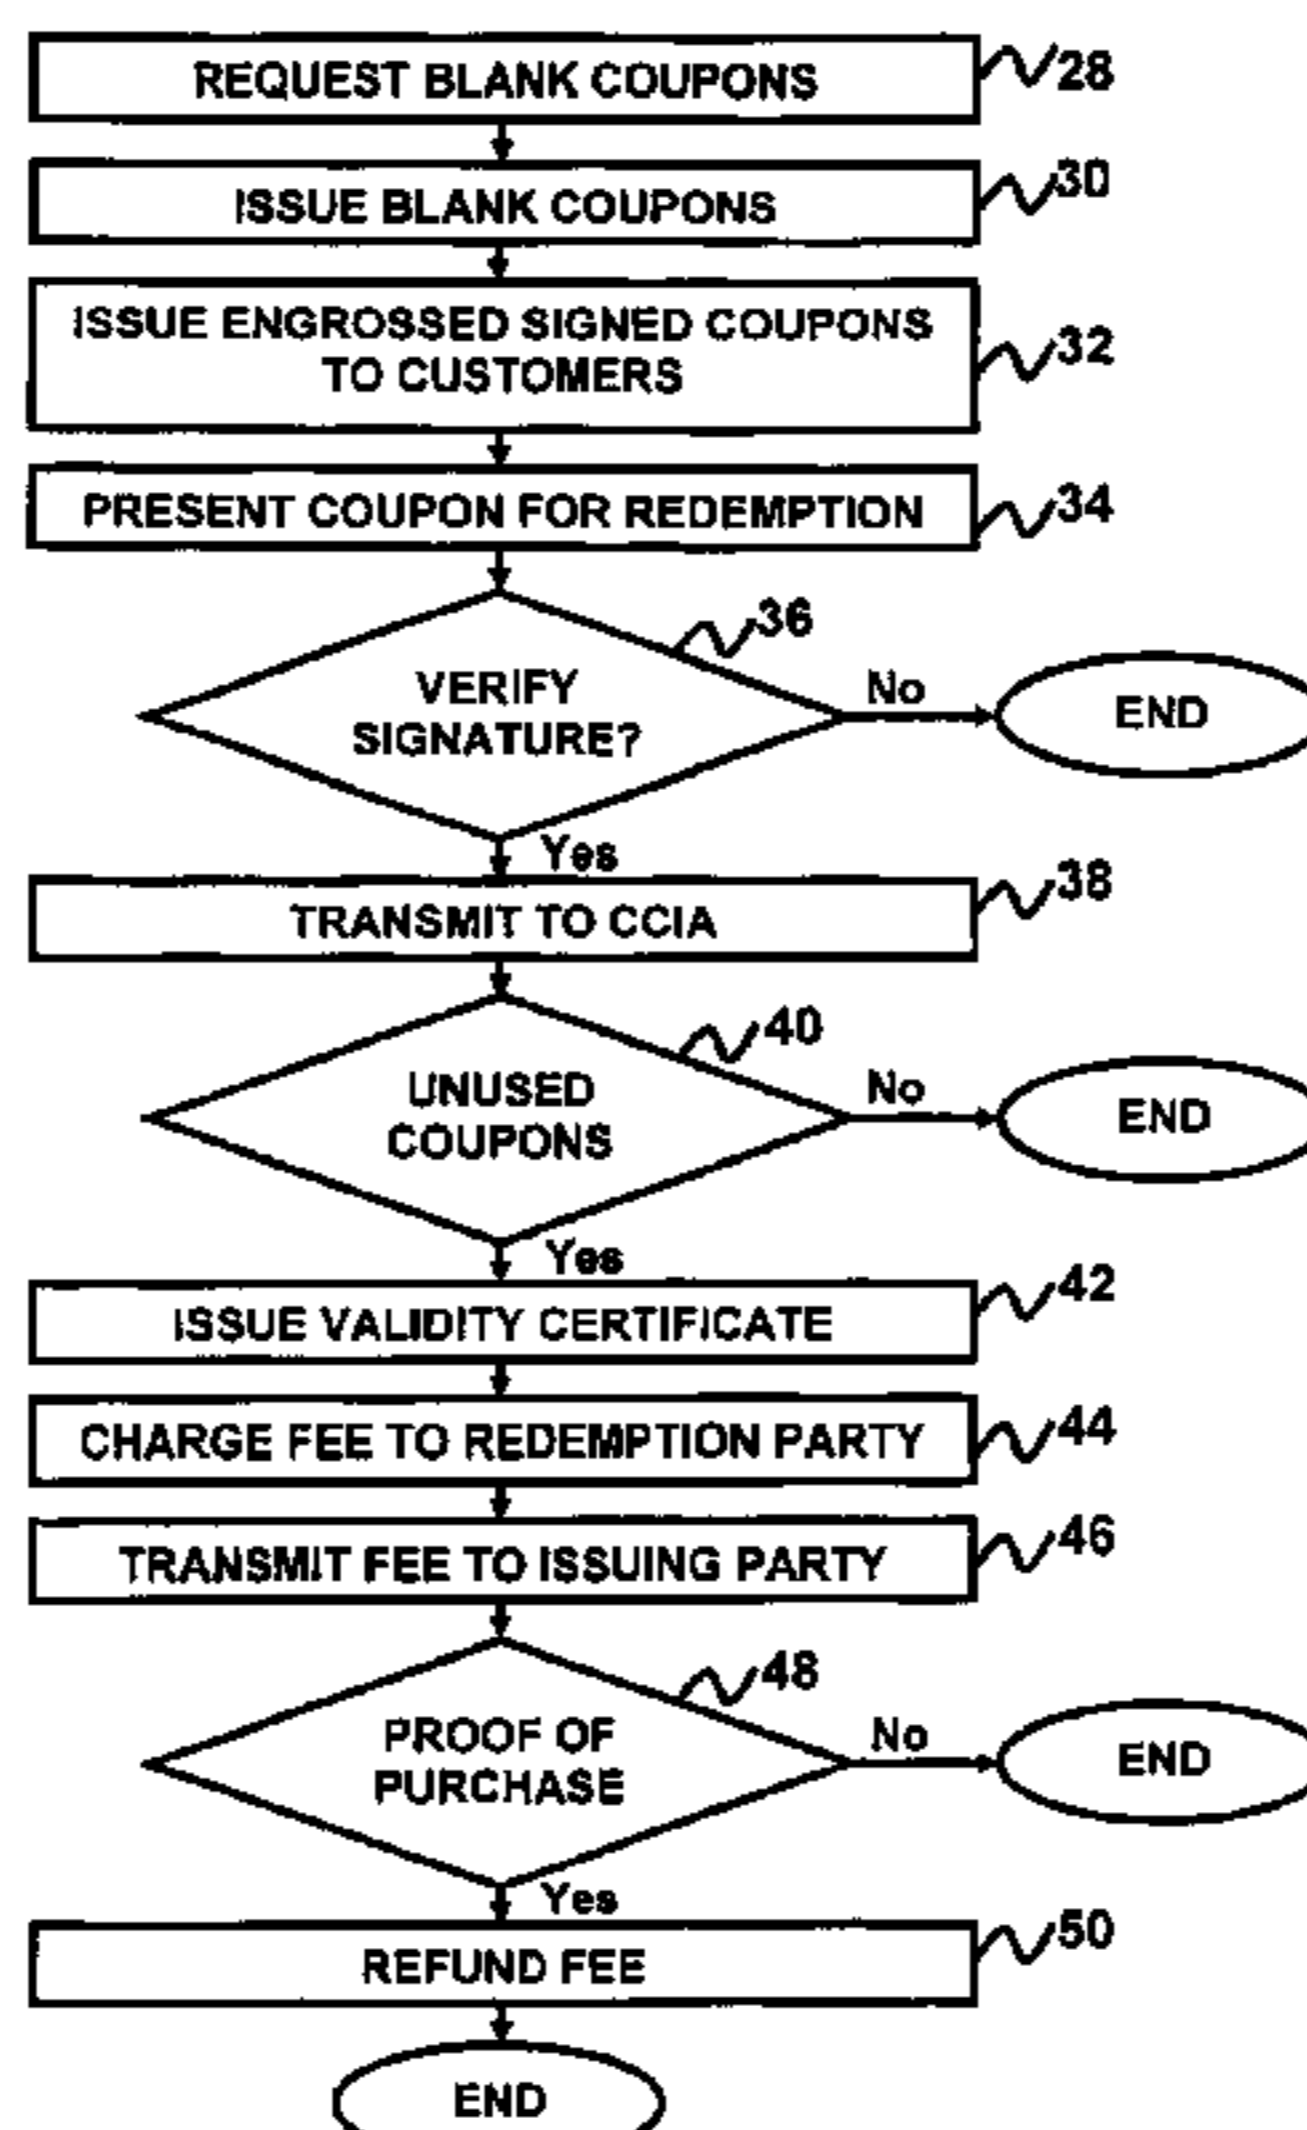 REQUEST BLANK COUPONS
28
ISSUE BLANK COUPONS
30
ISSUE ENGROSSED SIGNED COUPONS
TO CUSTOMERS
32
PRESENT COUPON FOR REDEMPTION
34
36
VERIFY
SIGNATURE?
No
END
Yes
TRANSMIT TO CCIA
38
40
UNUSED
COUPONS
No
END
Yes
ISSUE VALIDITY CERTIFICATE
42
CHARGE FEE TO REDEMPTION PARTY
44
TRANSMIT FEE TO ISSUING PARTY
46
48
PROOF OF
PURCHASE
No
END
Yes
REFUND FEE
50
END